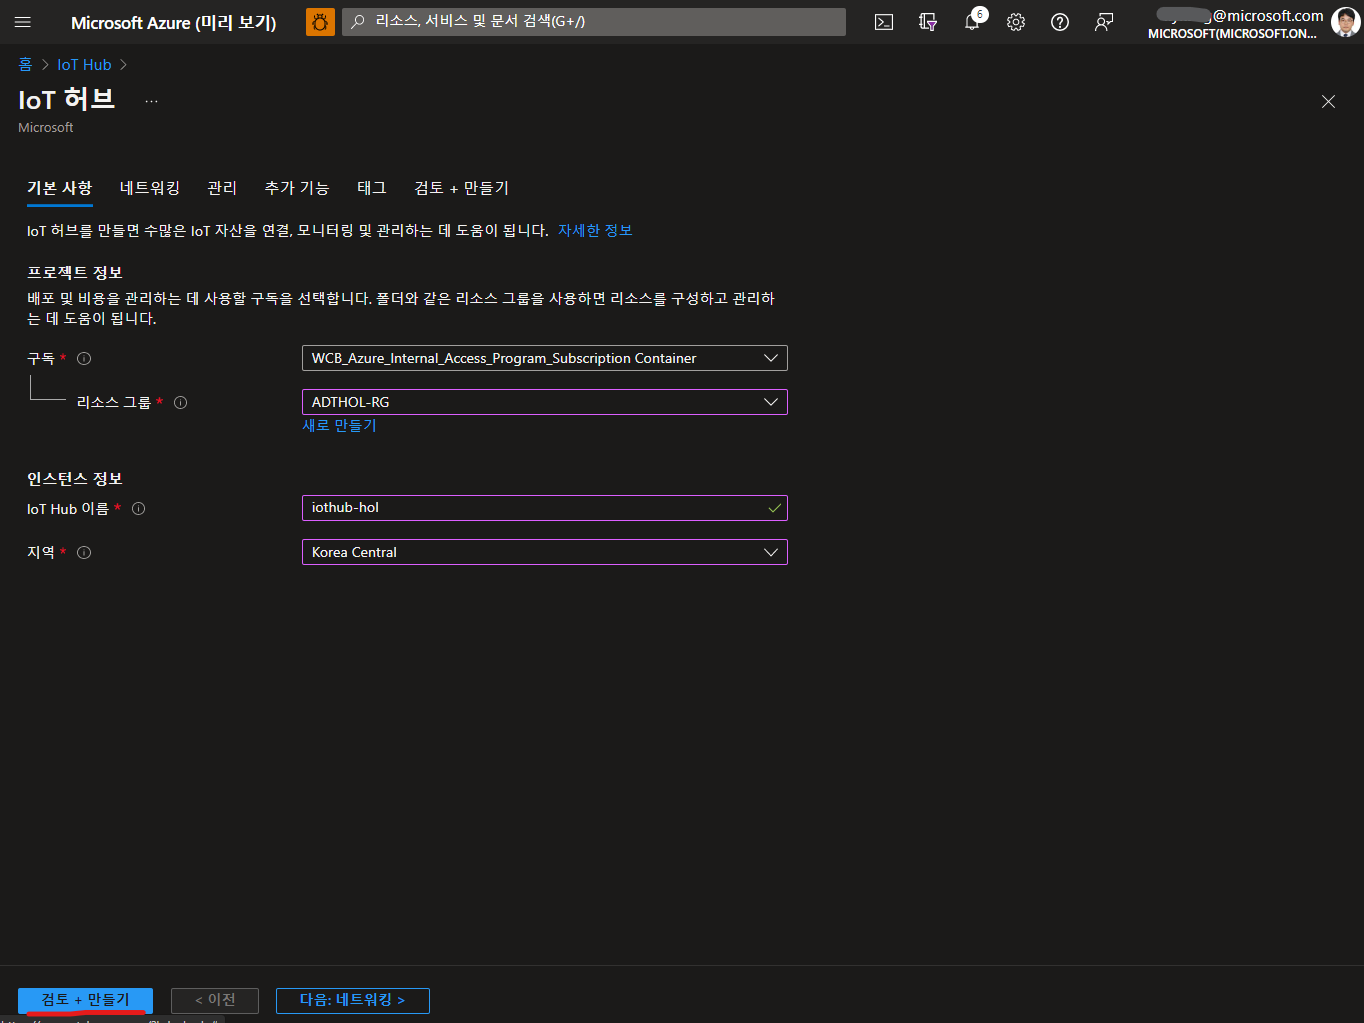 Microsoft Azure (미리 보기)
리소스, 서비스 및 문서 검색(G+/)
6
@microsoft.com
MICROSOFT(MICROSOFT.ON...
홈 > IoT Hub >
IoT 허브 ...
Microsoft
기본 사항 네트워킹 관리 추가 기능 태그 검토 + 만들기
IoT 허브를 만들면 수많은 IoT 자산을 연결, 모니터링 및 관리하는 데 도움이 됩니다. 자세한 정보
프로젝트 정보
배포 및 비용을 관리하는 데 사용할 구독을 선택합니다. 폴더와 같은 리소스 그룹을 사용하면 리소스를 구성하고 관리하
는 데 도움이 됩니다.
구독 * WCB_Azure_Internal_Access_Program_Subscription Container
리소스 그룹 * ADTHOL-RG
새로 만들기
인스턴스 정보
IoT Hub 이름 * iothub-hol
지역 * Korea Central
검토 + 만들기 < 이전 다음: 네트워킹 >